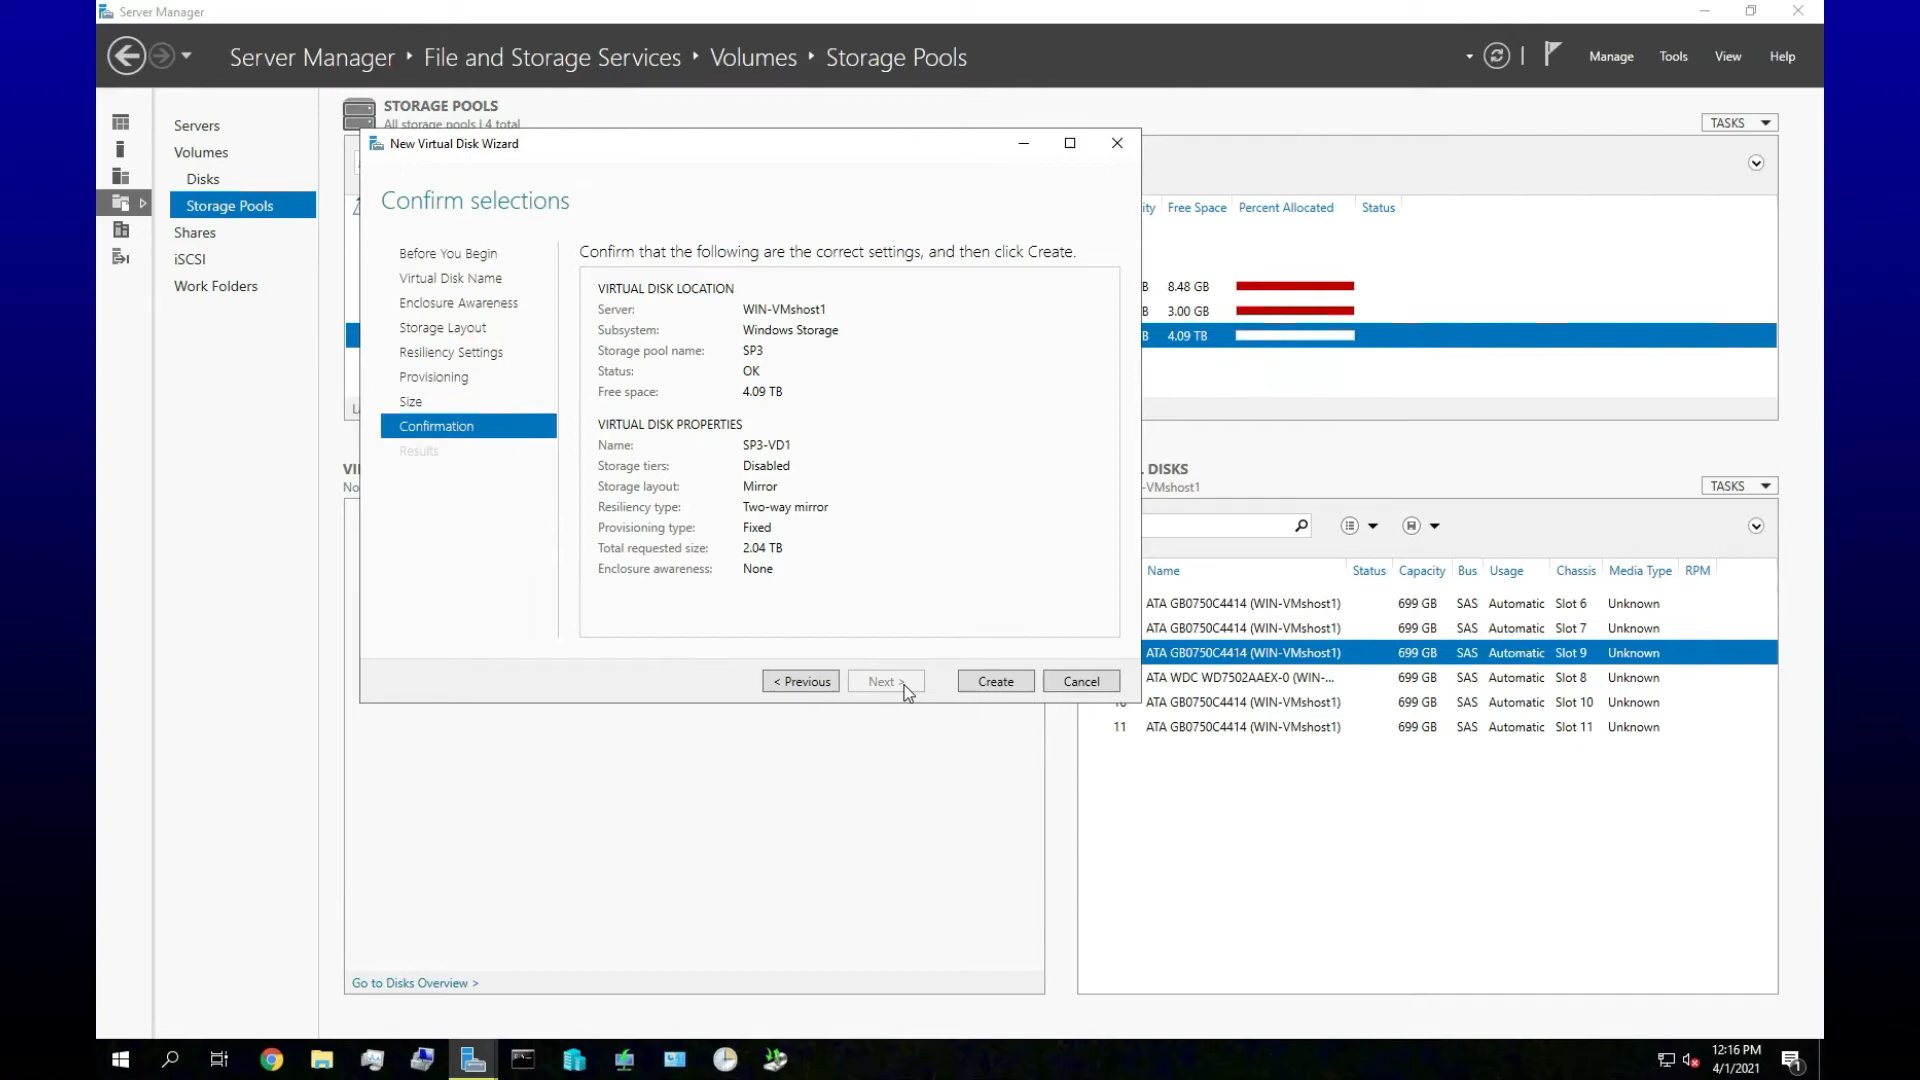 Server Manager
Server Manager ‣ File and Storage Services ‣ Volumes ‣ Storage Pools
Manage Tools View Help
Servers
Volumes
Disks
Storage Pools
Shares
iSCSI
Work Folders
STORAGE POOLS
All storage pools | 4 total
TASKS
Free Space Percent Allocated Status
B 8.48 GB
B 3.00 GB
B 4.09 TB
New Virtual Disk Wizard
Confirm selections
Before You Begin
Virtual Disk Name
Enclosure Awareness
Storage Layout
Resiliency Settings
Provisioning
Size
Confirmation
Results
Confirm that the following are the correct settings, and then click Create.
VIRTUAL DISK LOCATION
Server: WIN-VMshost1
Subsystem: Windows Storage
Storage pool name: SP3
Status: OK
Free space: 4.09 TB
VIRTUAL DISK PROPERTIES
Name: SP3-VD1
Storage tiers: Disabled
Storage layout: Mirror
Resiliency type: Two-way mirror
Provisioning type: Fixed
Total requested size: 2.04 TB
Enclosure awareness: None
< Previous Next > Create Cancel
DISKS
-VMshost1
TASKS
Name Status Capacity Bus Usage Chassis Media Type RPM
ATA GB0750C4414 (WIN-VMshost1) 699 GB SAS Automatic Slot 6 Unknown
ATA GB0750C4414 (WIN-VMshost1) 699 GB SAS Automatic Slot 7 Unknown
ATA GB0750C4414 (WIN-VMshost1) 699 GB SAS Automatic Slot 9 Unknown
ATA WDC WD7502AAEX-0 (WIN-... 699 GB SAS Automatic Slot 8 Unknown
ATA GB0750C4414 (WIN-VMshost1) 699 GB SAS Automatic Slot 10 Unknown
11 ATA GB0750C4414 (WIN-VMshost1) 699 GB SAS Automatic Slot 11 Unknown
Go to Disks Overview >
12:16 PM
4/1/2021
1